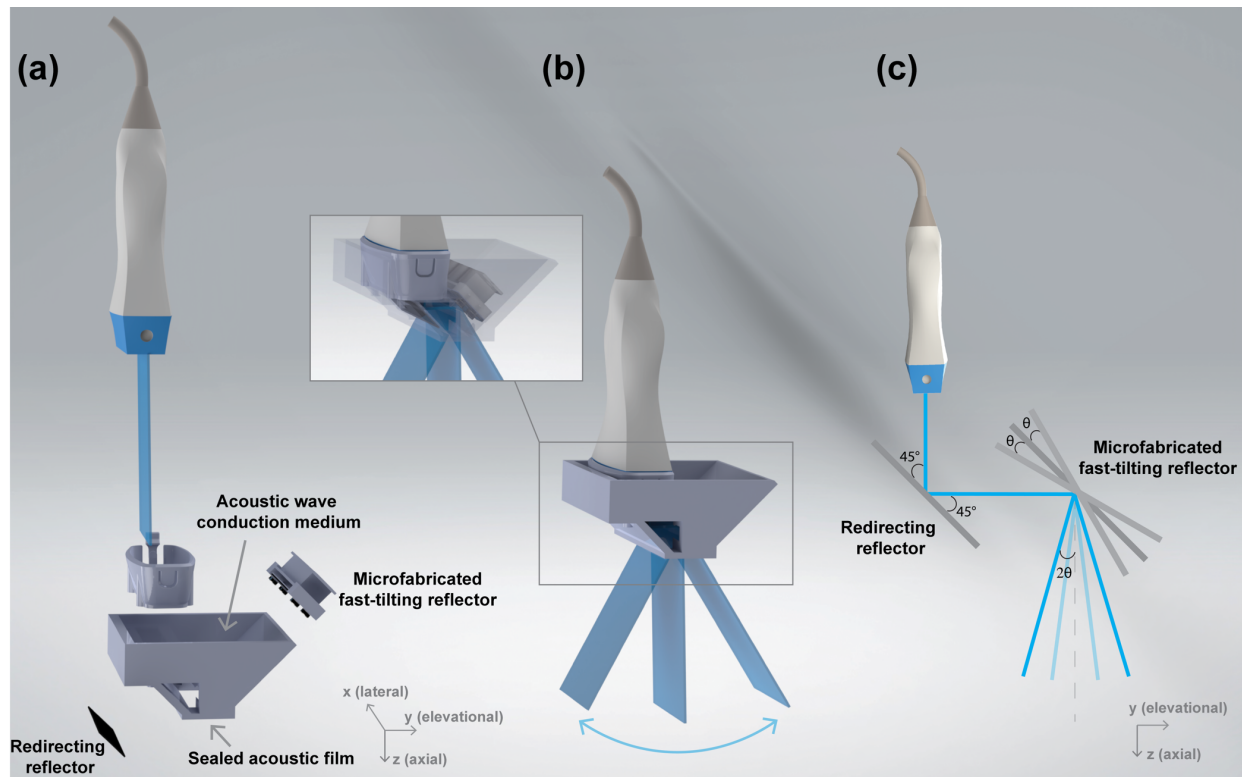 (a)
(b)
(c)
Acoustic wave
conduction medium
Microfabricated
fast-tilting reflector
Redirecting
reflector
Sealed acoustic film
x (lateral)
y (elevational)
z (axial)
45°
45°
θ
θ
2θ
Microfabricated
fast-tilting reflector
Redirecting
reflector
y (elevational)
z (axial)